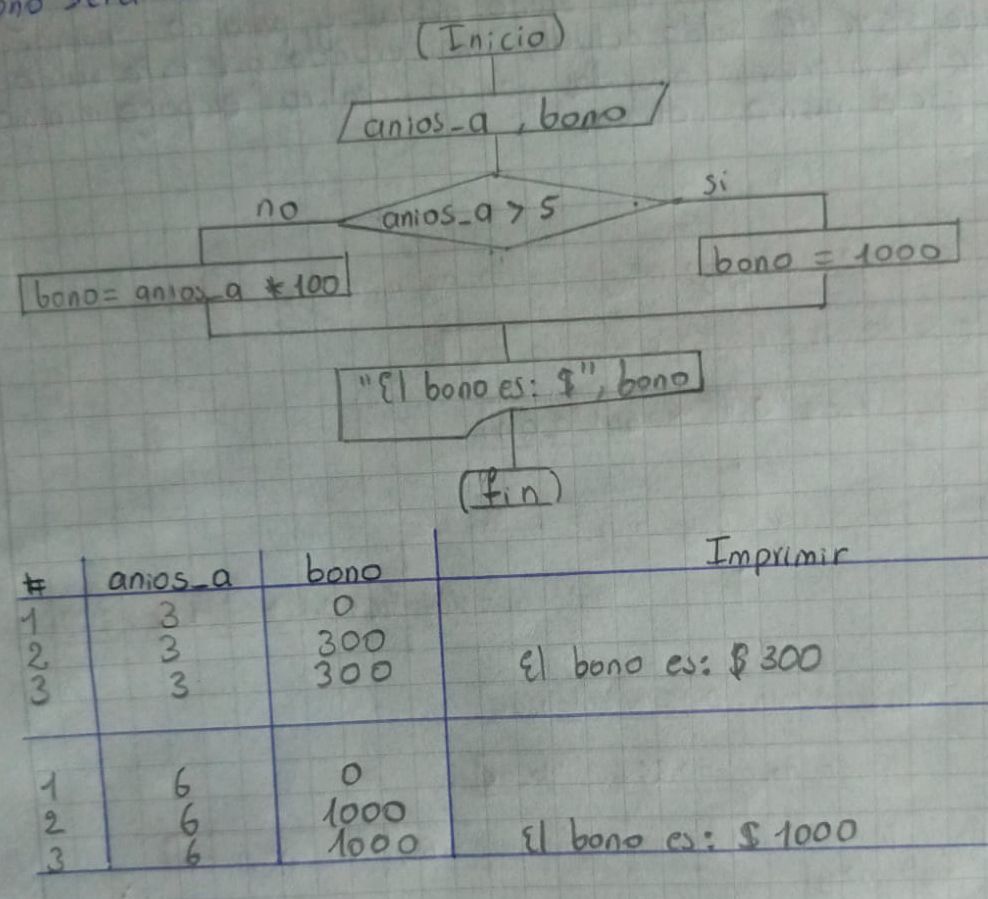 (Inicio)
anios_a , bono
no
anios_a > 5
si
bono = anios_a * 100
bono = 1000
"El bono es: $", bono
(fin)
# anios_a bono Imprimir
1 3 0
2 3 300
3 3 300 El bono es: $ 300
1 6 0
2 6 1000
3 6 1000 El bono es: $ 1000